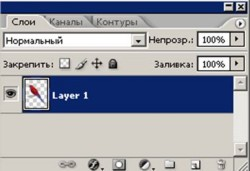 Слои Каналы Контуры
Нормальный Непрозр.: 100%
Закрепить: Заливка: 100%
Layer 1